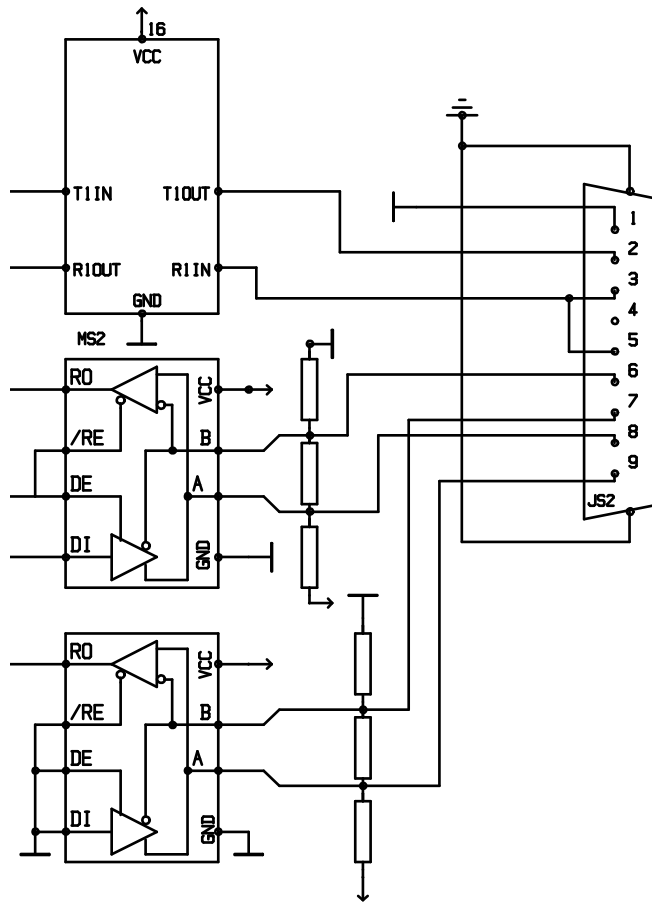 16
VCC
T1IN
T1OUT
R1OUT
R1IN
GND
MS2
RO
VCC
/RE
B
DE
A
DI
GND
RO
VCC
/RE
B
DE
A
DI
GND
1
2
3
4
5
6
7
8
9
JS2